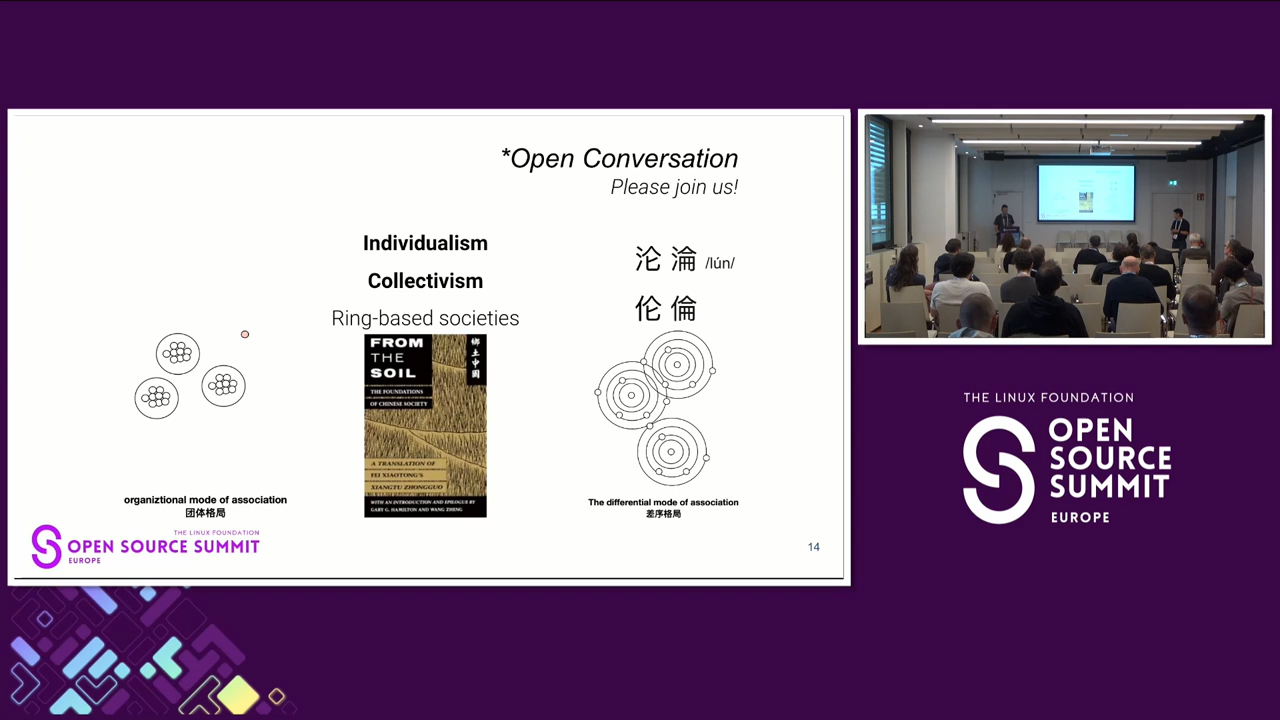 *Open Conversation
Please join us!
Individualism
Collectivism
Ring-based societies
沦 淪 /lún/
伦 倫
FROM
THE
SOIL
鄉土中國
THE FOUNDATIONS
OF CHINESE SOCIETY
A TRANSLATION OF
FEI XIAOTONG'S
XIANGTU ZHONGGUO
WITH AN INTRODUCTION AND EPILOGUE BY
GARY G. HAMILTON AND WANG ZHENG
organiztional mode of association
团体格局
The differential mode of association
差序格局
THE LINUX FOUNDATION
OPEN SOURCE SUMMIT
EUROPE
14
THE LINUX FOUNDATION
OPEN
SOURCE
SUMMIT
EUROPE